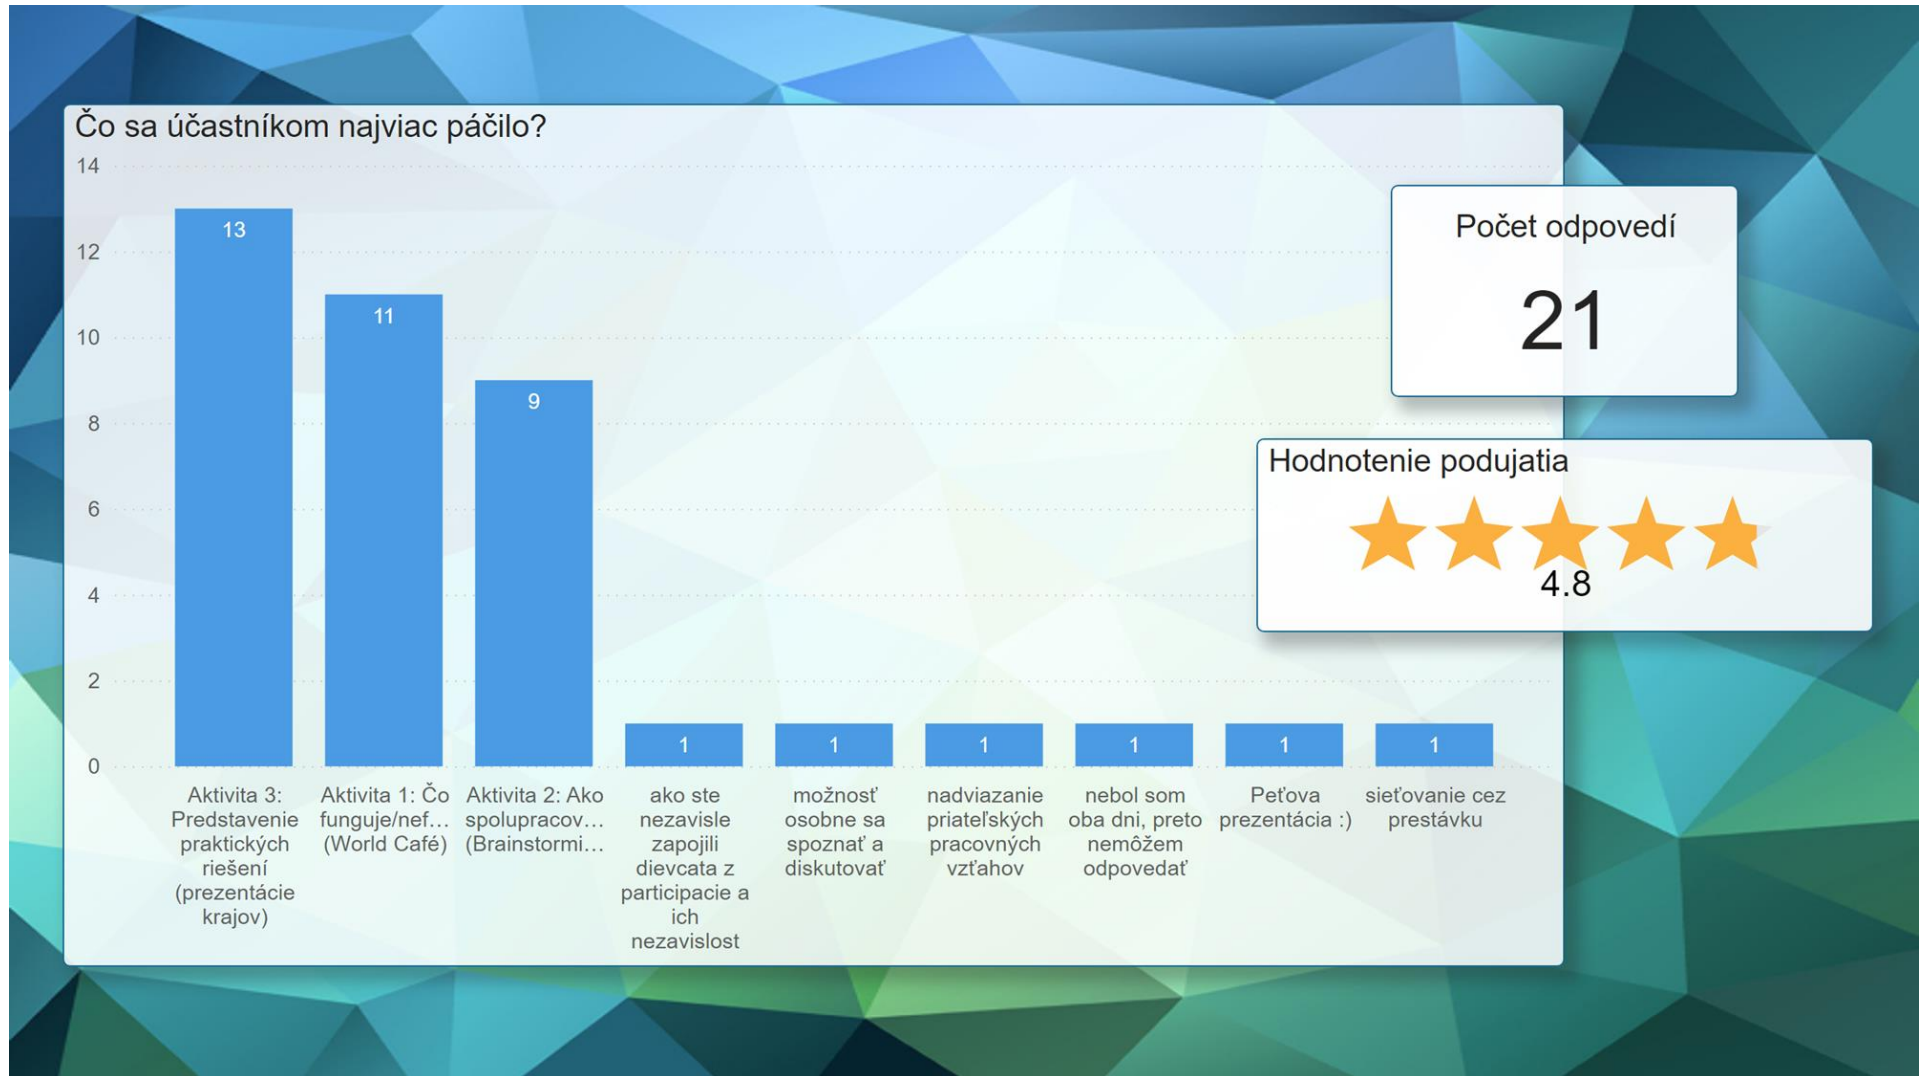 Čo sa účastníkom najviac páčilo?
14
12
10
8
6
4
2
0
13
11
9
1
1
1
1
1
1
Aktivita 3:
Predstavenie
praktických
riešení
(prezentácie
krajov)
Aktivita 1: Čo
funguje/nef…
(World Café)
Aktivita 2: Ako
spolupracov…
(Brainstormi…
ako ste
nezavisle
zapojili
dievcata z
participacie a
ich
nezavislost
možnosť
osobne sa
spoznať a
diskutovať
nadviazanie
priateľských
pracovných
vzťahov
nebol som
oba dni, preto
nemôžem
odpovedať
Peťova
prezentácia :)
sieťovanie cez
prestávku
Počet odpovedí
21
Hodnotenie podujatia
4.8